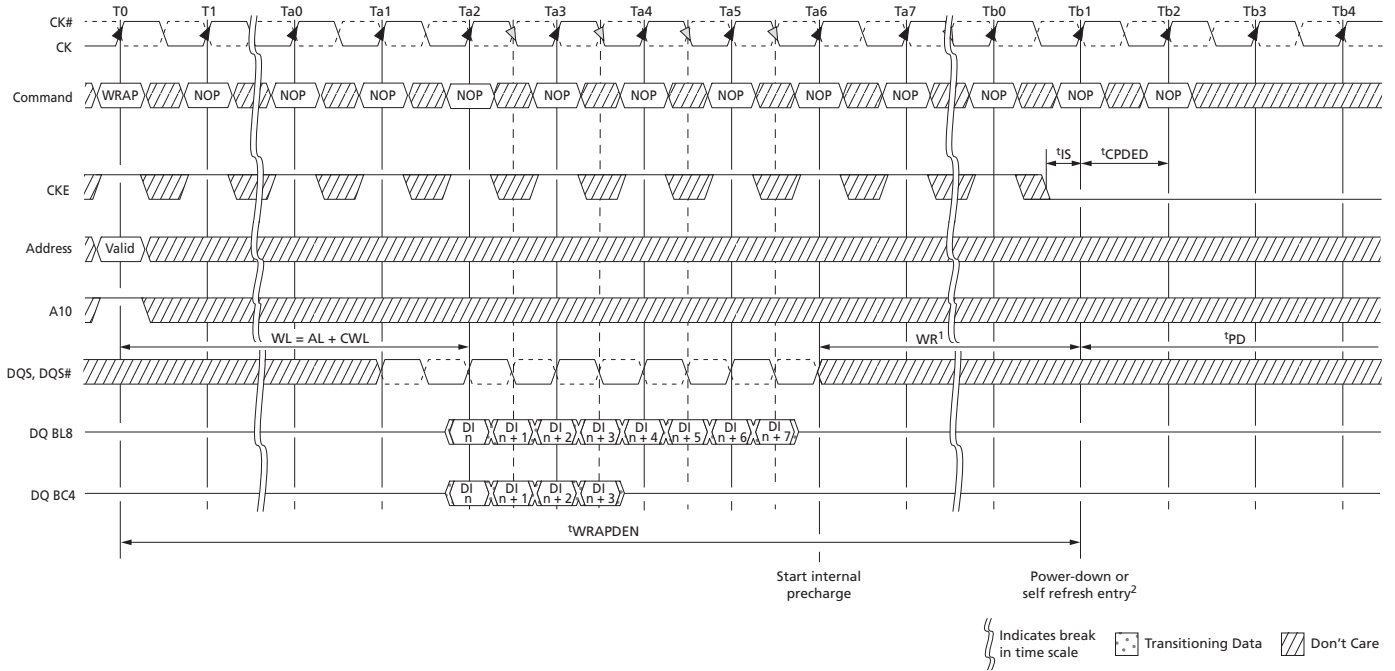 T0 T1 Ta0 Ta1 Ta2 Ta3 Ta4 Ta5 Ta6 Ta7 Tb0 Tb1 Tb2 Tb3 Tb4
CK#
CK
Command WRAP NOP NOP NOP NOP NOP NOP NOP NOP NOP NOP NOP NOP
tIS tCPDED
CKE
Address Valid
A10
WL = AL + CWL WR1 tPD
DQS, DQS#
DQ BL8 DI n DI n + 1 DI n + 2 DI n + 3 DI n + 4 DI n + 5 DI n + 6 DI n + 7
DQ BC4 DI n DI n + 1 DI n + 2 DI n + 3
tWRAPDEN
Start internal
precharge
Power-down or
self refresh entry2
Indicates break
in time scale
Transitioning Data
Don't Care